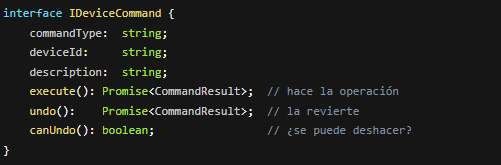 interface IDeviceCommand {
    commandType:  string;
    deviceId:     string;
    description:  string;
    execute(): Promise<CommandResult>;  // hace la operación
    undo():    Promise<CommandResult>;  // la revierte
    canUndo(): boolean;                 // ¿se puede deshacer?
}